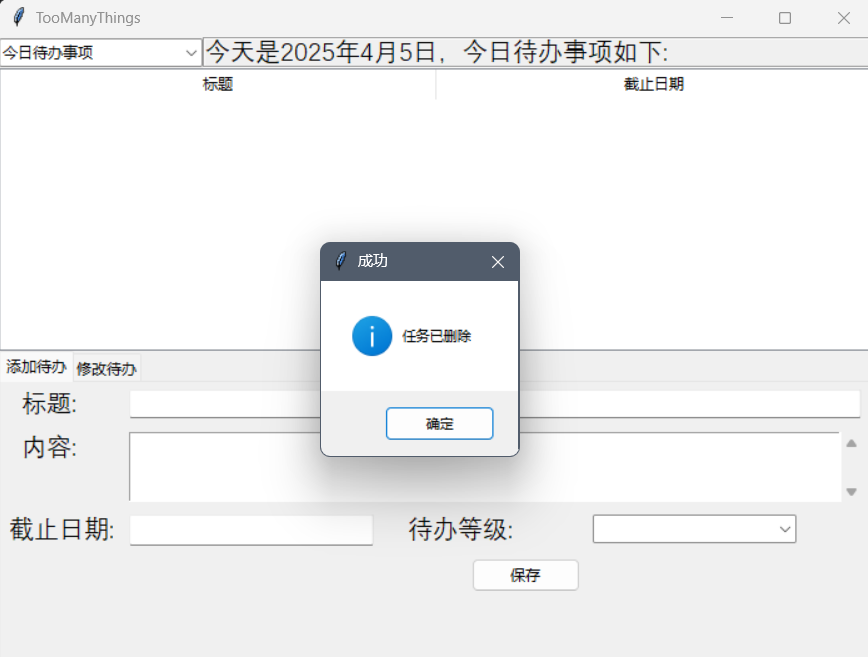 TooManyThings
今日待办事项
今天是2025年4月5日，今日待办事项如下:
标题 截止日期
成功
任务已删除
确定
添加待办 修改待办
标题:
内容:
截止日期: 待办等级:
保存